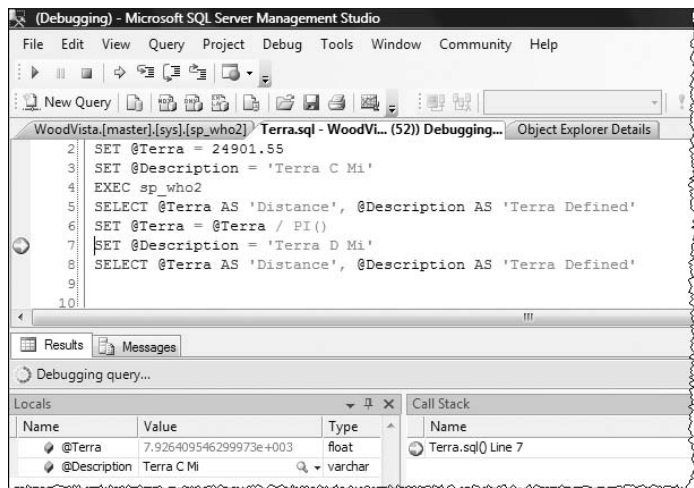 (Debugging) - Microsoft SQL Server Management Studio
File Edit View Query Project Debug Tools Window Community Help
New Query
WoodVista.[master].[sys].[sp_who2] Terra.sql - WoodVi... (52)) Debugging... Object Explorer Details
2 SET @Terra = 24901.55
3 SET @Description = 'Terra C Mi'
4 EXEC sp_who2
5 SELECT @Terra AS 'Distance', @Description AS 'Terra Defined'
6 SET @Terra = @Terra / PI()
7 SET @Description = 'Terra D Mi'
8 SELECT @Terra AS 'Distance', @Description AS 'Terra Defined'
9
10
Results Messages
Debugging query...
Locals Call Stack
Name Value Type Name
@Terra 7.926409546299973e+003 float Terra.sql() Line 7
@Description Terra C Mi varchar